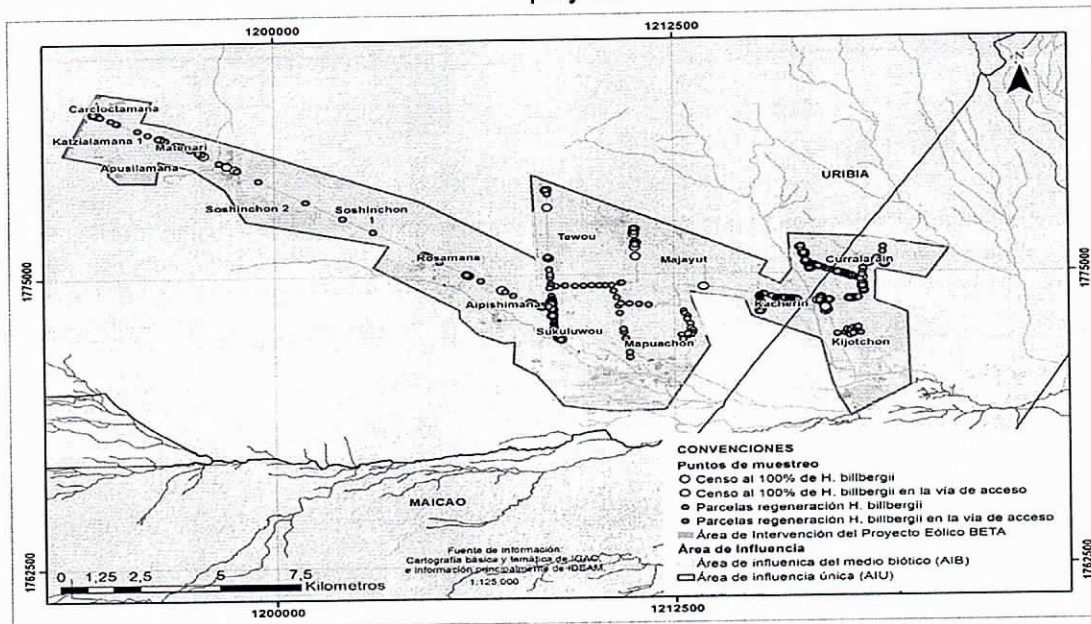 1200000
1212500
Carcloctamana
Katzialamana 1
Apusilamana
Soshinchon 2
Soshinchon
1
Rosamana
Aipishimana
Sukuluwou
Tewou
Majayut
Mapuachon
URIBIA
Curralarain
Kacherin
Kijotchon
1775000
1775000
MAICAO
CONVENCIONES
Puntos de muestreo
Censo al 100% de H. billbergii
Censo al 100% de H. billbergii en la vía de acceso
Parcelas regeneración H. billbergii
Parcelas regeneración H. billbergii en la vía de acceso
Área de Intervención del Proyecto Eólico BETA
Área de Influencia
Área de influenica del medio biótico (AIB)
Área de influencia única (AIU)
Fuente de Información:
Cartografía básica y temática de IGAC,
e Información principalmente de IDEAM.
1:125.000
0 1,25 2,5 5 7,5
Kilometros
1762500
1762500
1200000
1212500